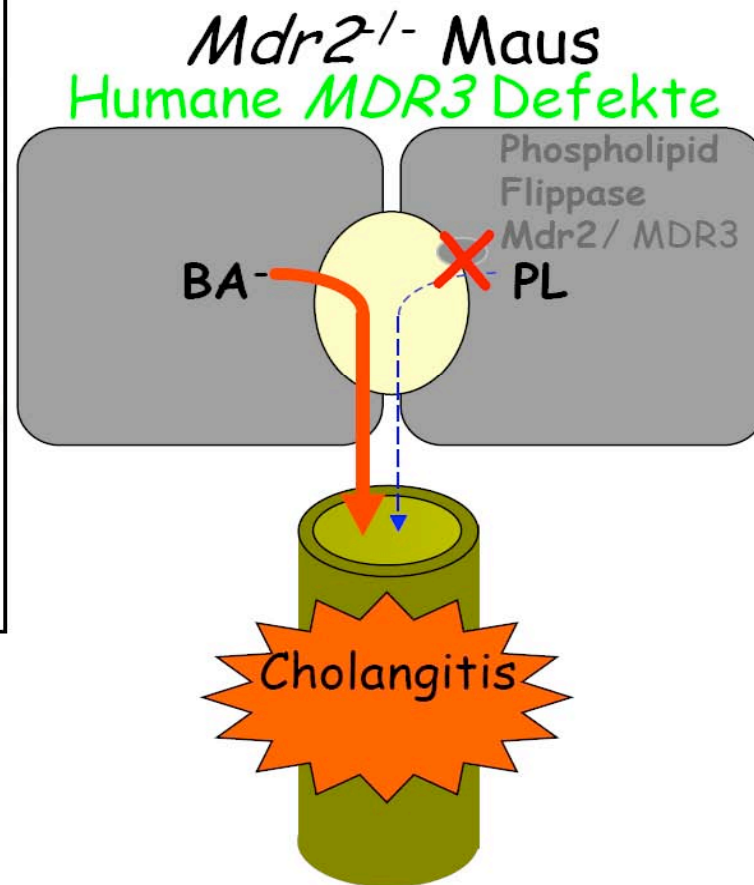 Mdr2-/- Maus
Humane MDR3 Defekte
Phospholipid
Flippase
Mdr2/ MDR3
BA-
PL
Cholangitis